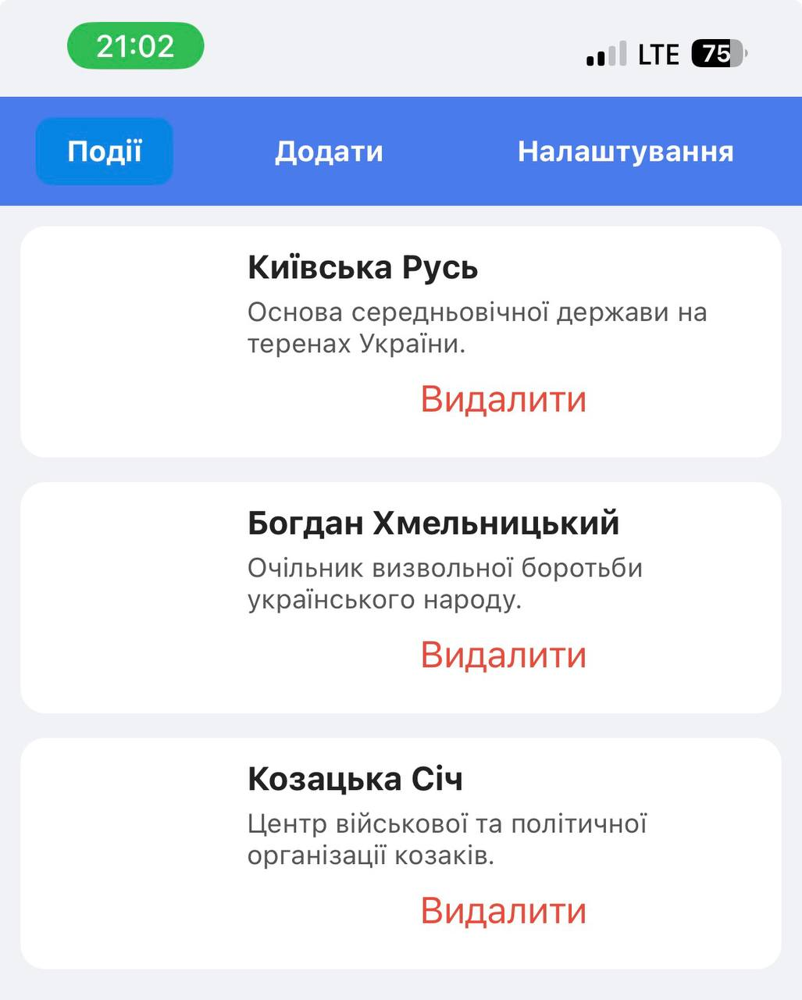 21:02
LTE
75
Події
Додати
Налаштування
Київська Русь
Основа середньовічної держави на
теренах України.
Видалити
Богдан Хмельницький
Очільник визвольної боротьби
українського народу.
Видалити
Козацька Січ
Центр військової та політичної
організації козаків.
Видалити